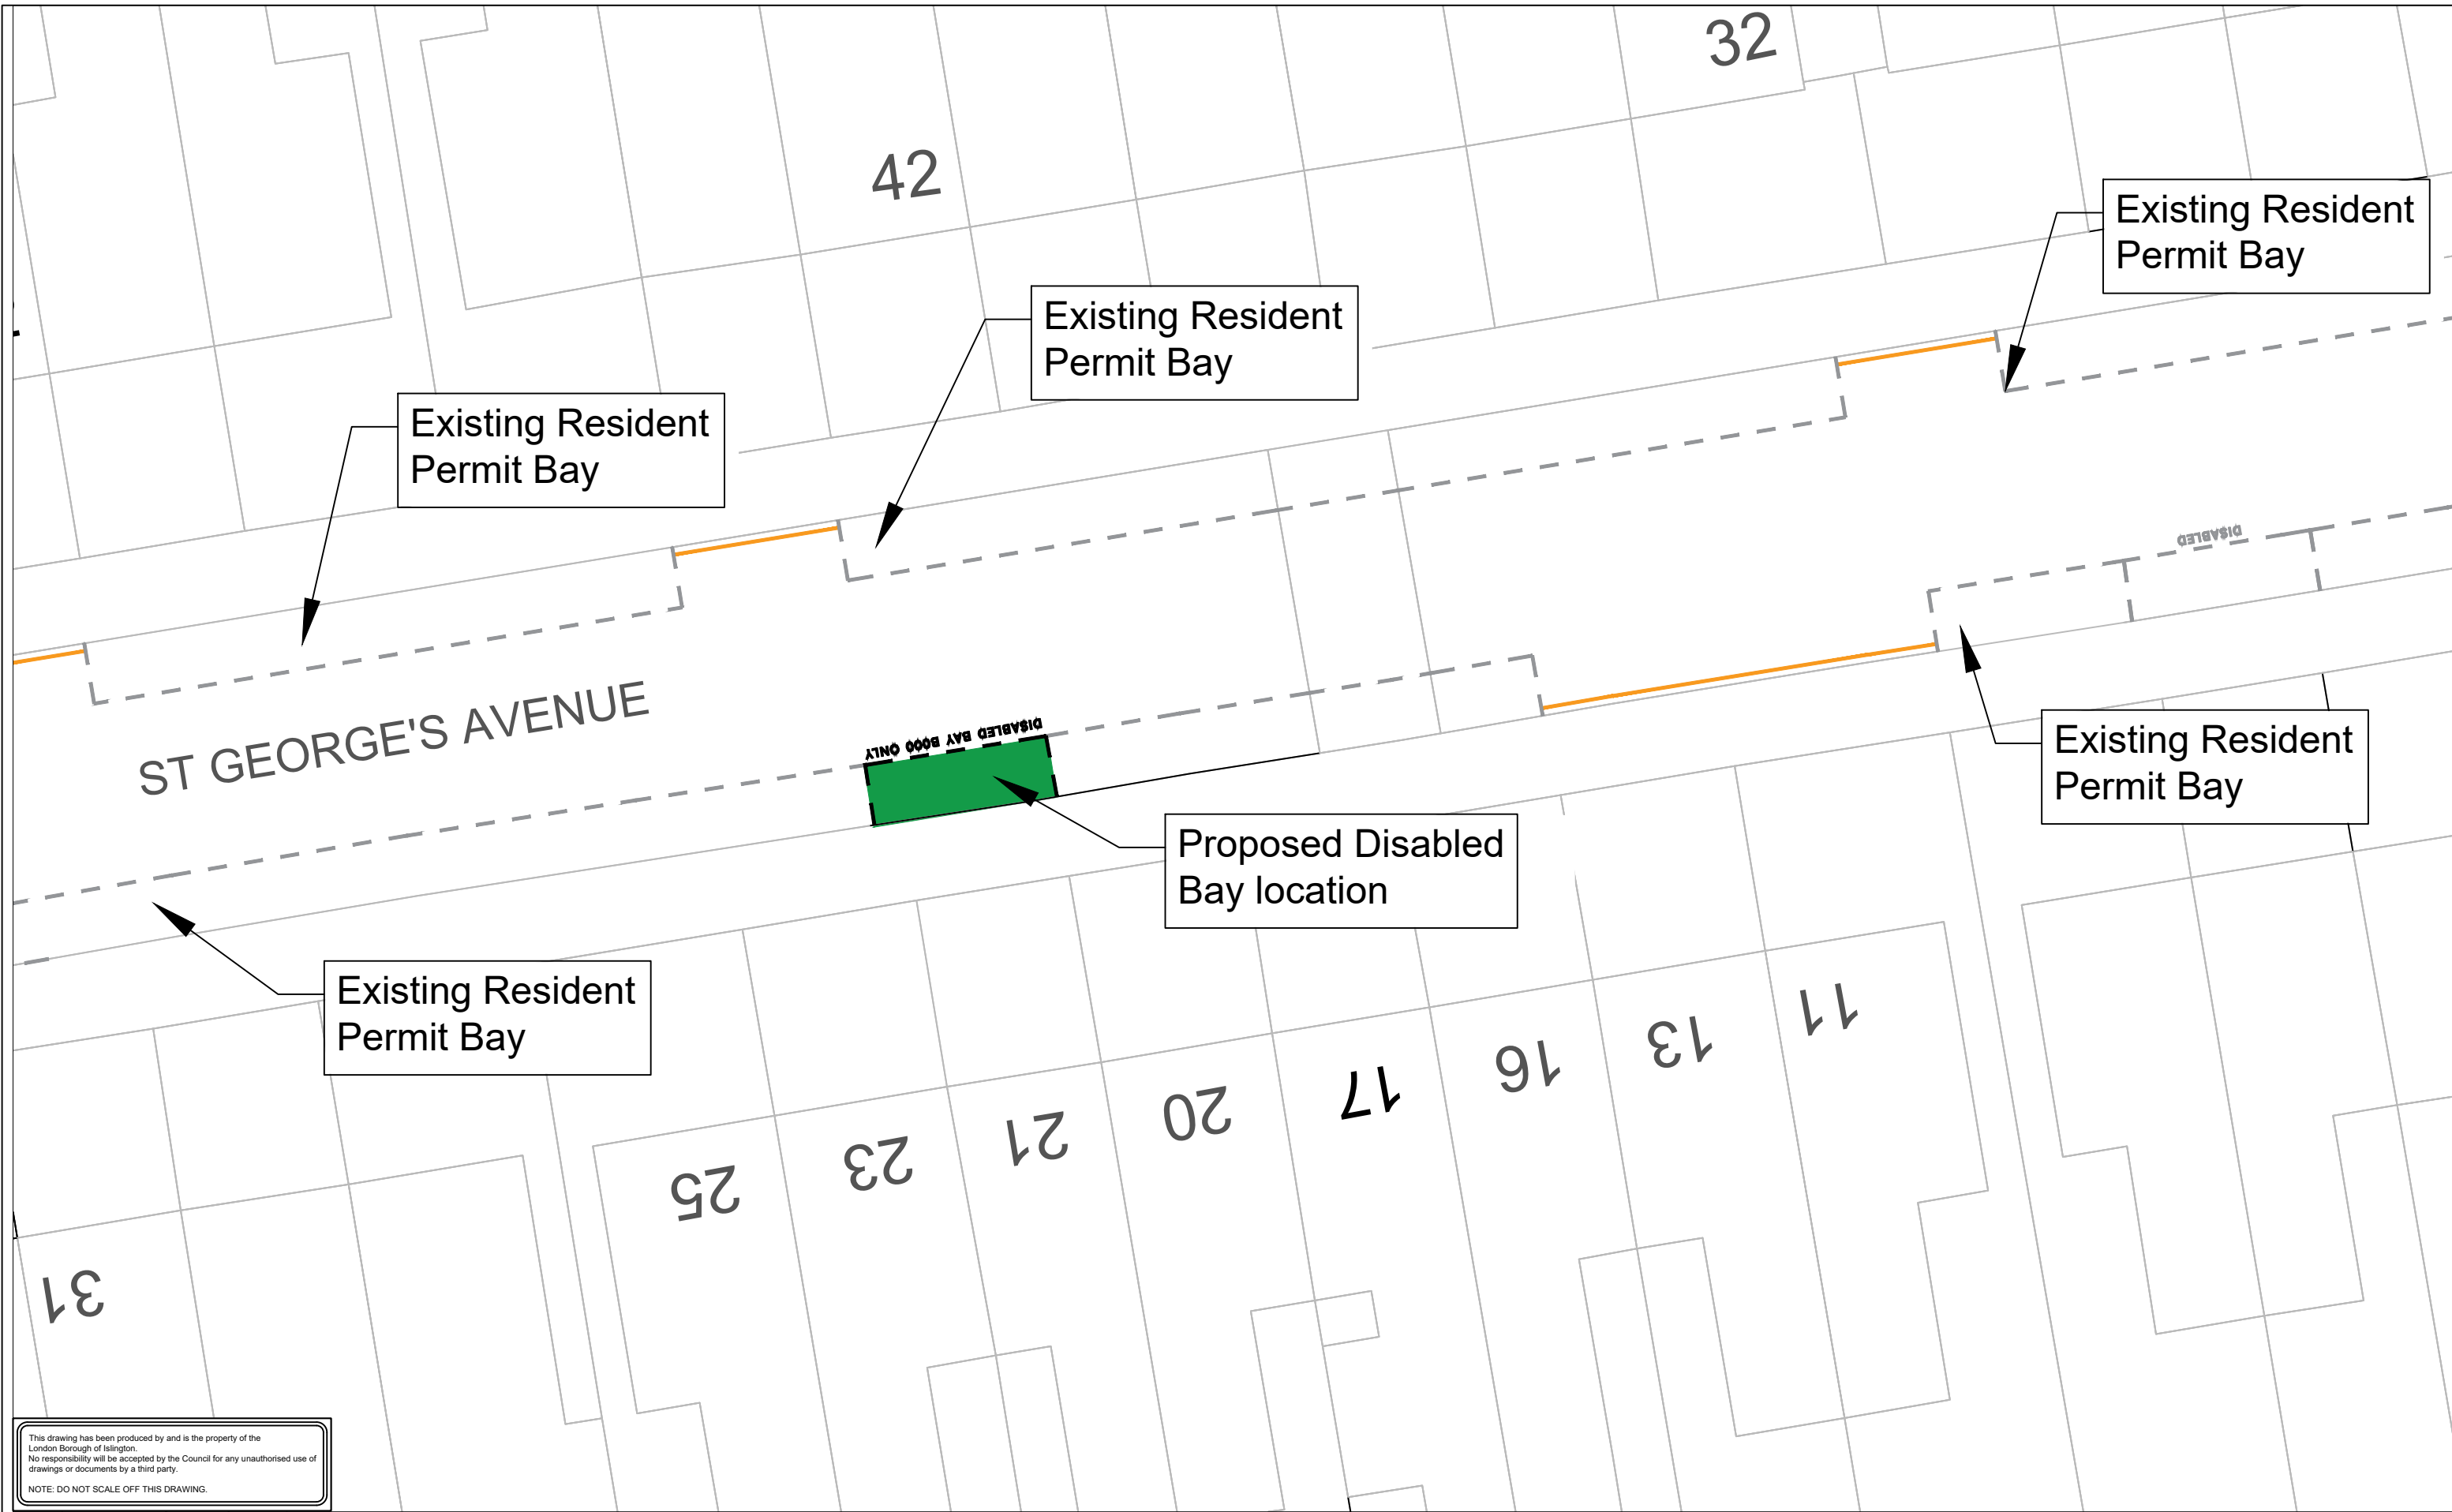 32
42
Existing Resident
Permit Bay
Existing Resident
Permit Bay
Existing Resident
Permit Bay
DISABLED
ST GEORGE'S AVENUE
DISABLED BAY B000 ONLY
Existing Resident
Permit Bay
Proposed Disabled
Bay location
Existing Resident
Permit Bay
11
13
16
17
20
21
23
25
31
This drawing has been produced by and is the property of the
London Borough of Islington.
No responsibility will be accepted by the Council for any unauthorised use of
drawings or documents by a third party.
NOTE: DO NOT SCALE OFF THIS DRAWING.